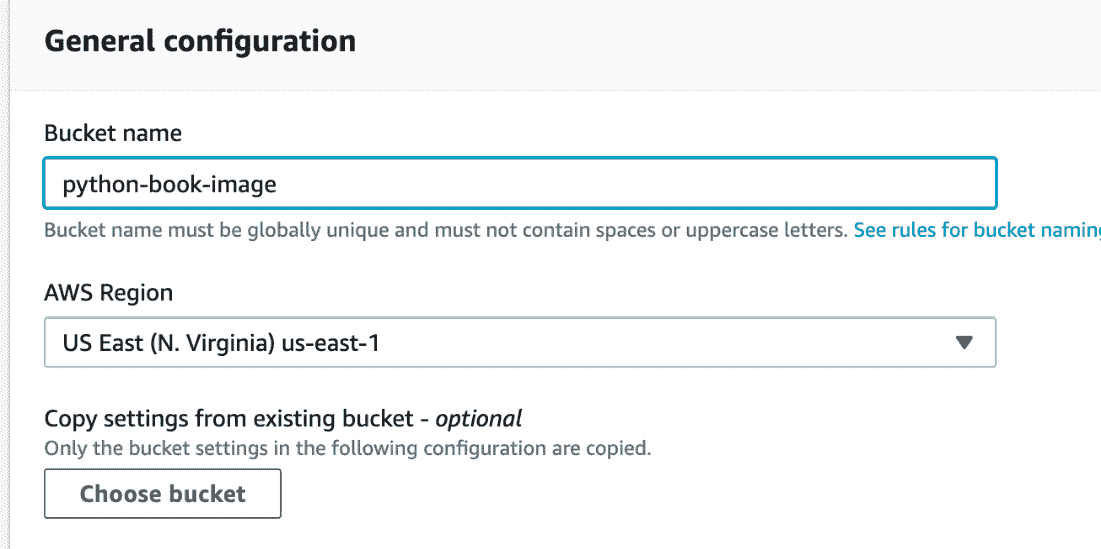 General configuration
Bucket name
python-book-image
Bucket name must be globally unique and must not contain spaces or uppercase letters. See rules for bucket naming
AWS Region
US East (N. Virginia) us-east-1
Copy settings from existing bucket - optional
Only the bucket settings in the following configuration are copied.
Choose bucket